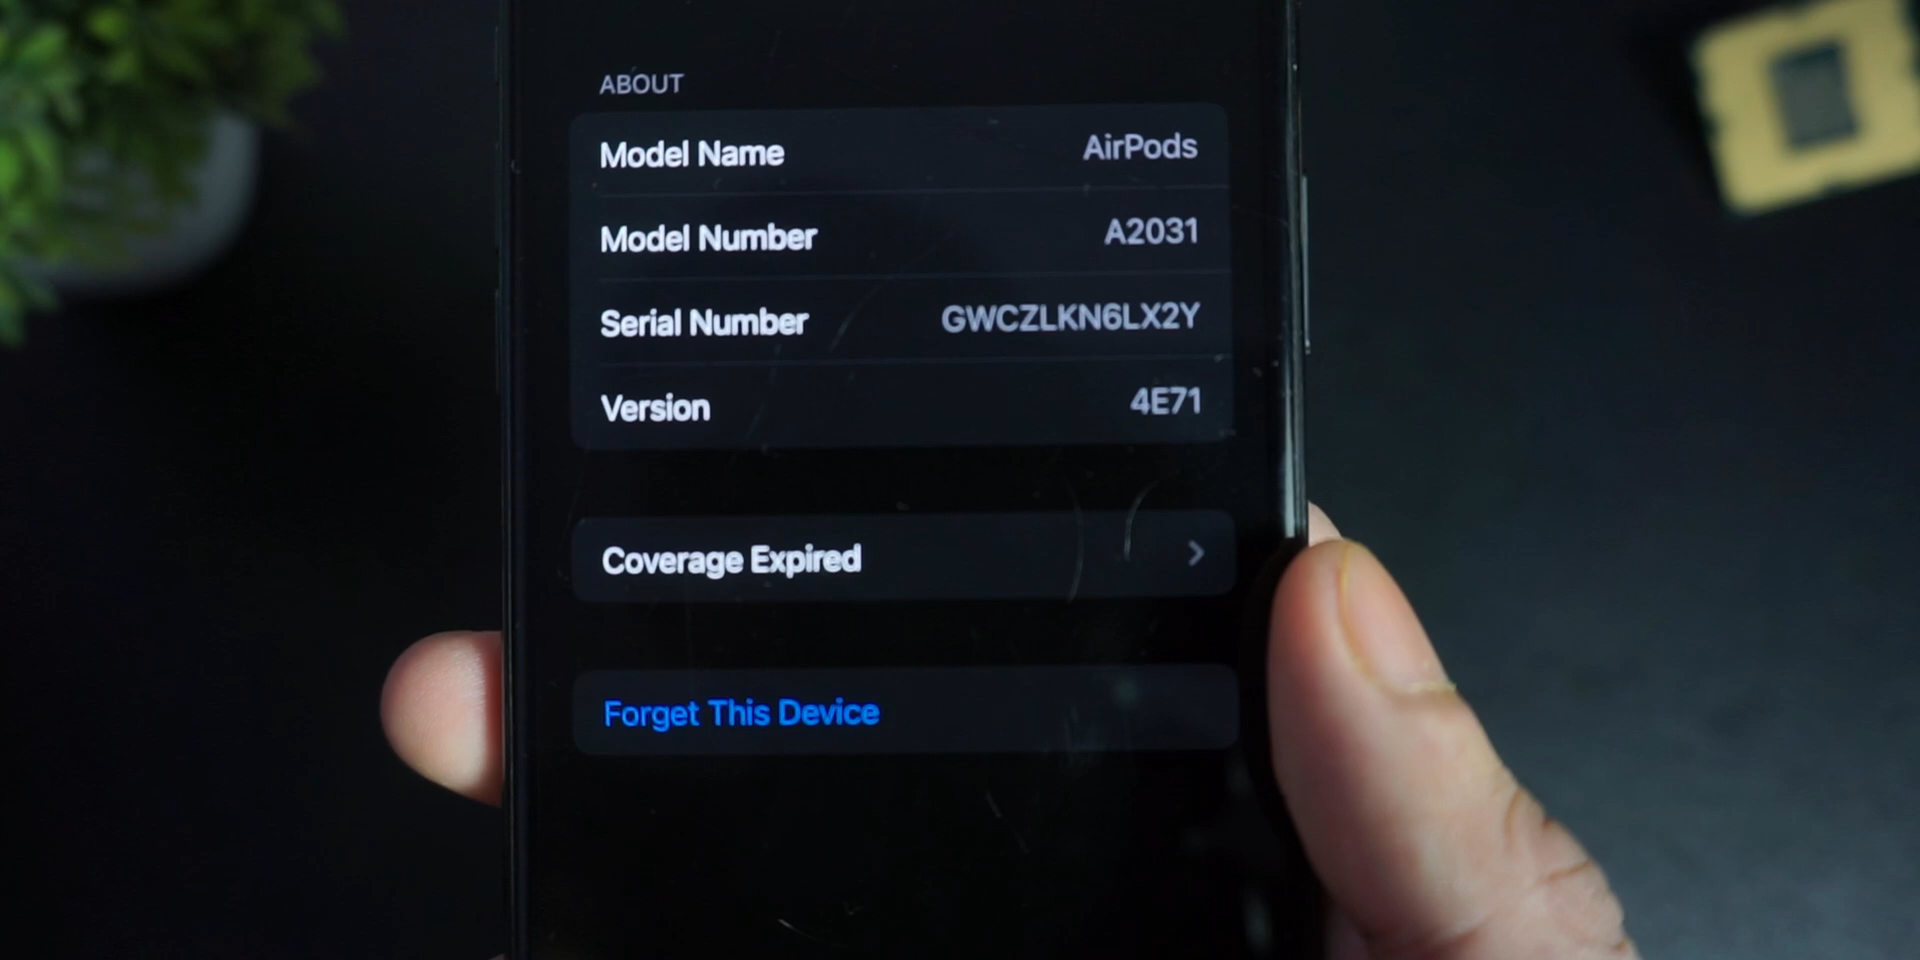 ABOUT
Model Name AirPods
Model Number A2031
Serial Number GWCZLKN6LX2Y
Version 4E71
Coverage Expired
Forget This Device